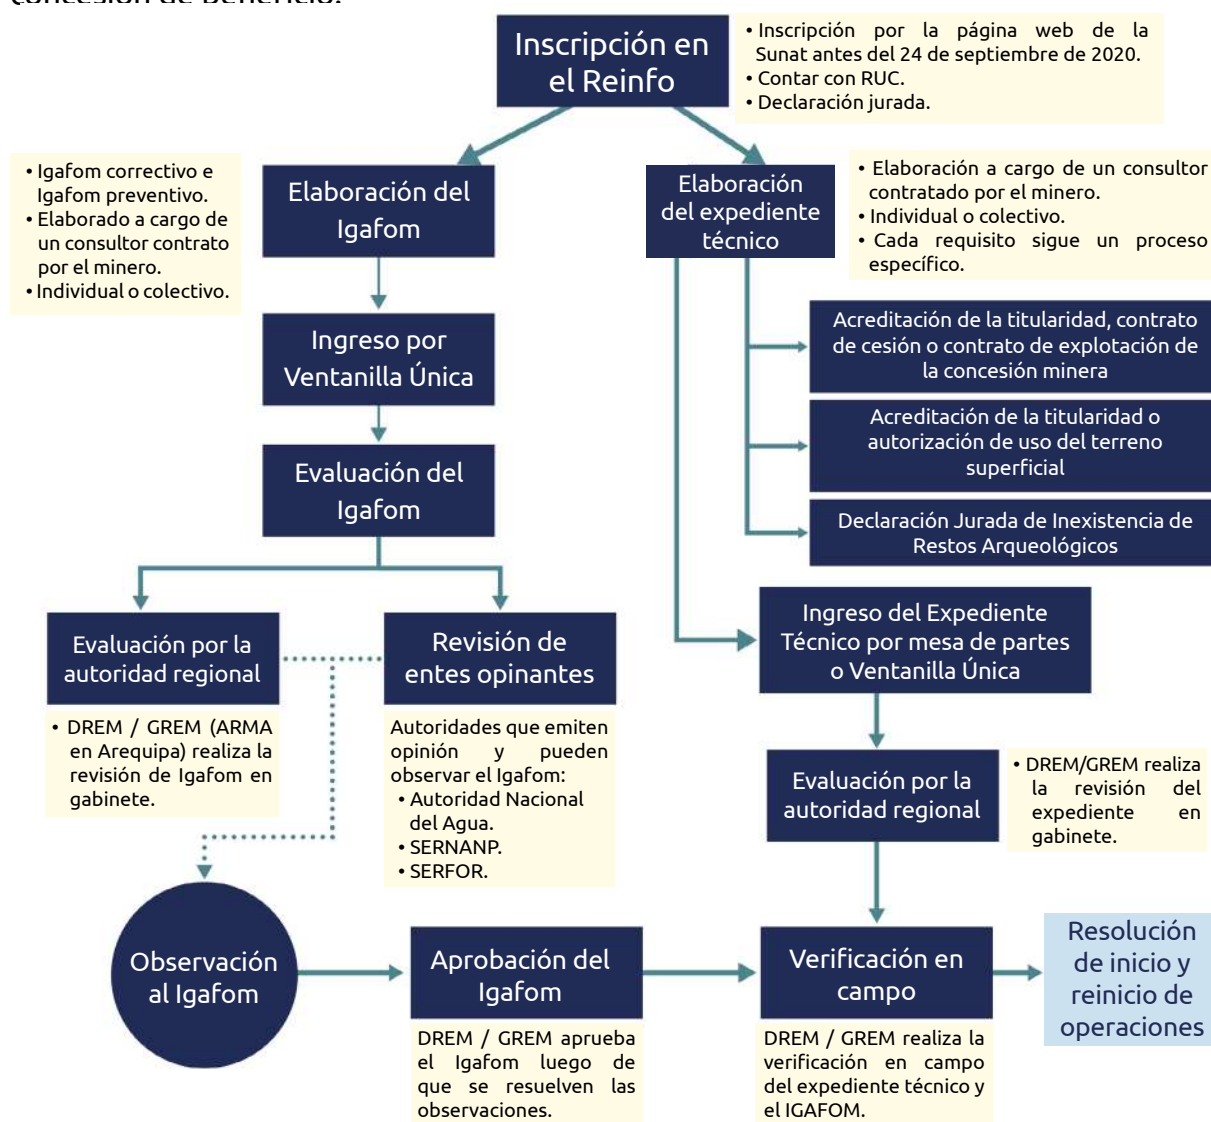 concesión de beneficio.
Inscripción en
el Reinfo
• Inscripción por la página web de la
Sunat antes del 24 de septiembre de 2020.
• Contar con RUC.
• Declaración jurada.
• Igafom correctivo e
Igafom preventivo.
• Elaborado a cargo de
un consultor contrato
por el minero.
• Individual o colectivo.
Elaboración del
Igafom
Elaboración
del expediente
técnico
• Elaboración a cargo de un consultor
contratado por el minero.
• Individual o colectivo.
• Cada requisito sigue un proceso
específico.
Ingreso por
Ventanilla Única
Acreditación de la titularidad, contrato
de cesión o contrato de explotación de
la concesión minera
Acreditación de la titularidad o
autorización de uso del terreno
superficial
Evaluación del
Igafom
Declaración Jurada de Inexistencia de
Restos Arqueológicos
Evaluación por la
autoridad regional
Revisión de
entes opinantes
Ingreso del Expediente
Técnico por mesa de partes
o Ventanilla Única
• DREM / GREM (ARMA
en Arequipa) realiza la
revisión de Igafom en
gabinete.
Autoridades que emiten
opinión y pueden
observar el Igafom:
• Autoridad Nacional
del Agua.
• SERNANP.
• SERFOR.
Evaluación por la
autoridad regional
• DREM/GREM realiza
la revisión del
expediente en
gabinete.
Observación
al Igafom
Aprobación del
Igafom
Verificación en
campo
Resolución
de inicio y
reinicio de
operaciones
DREM / GREM aprueba
el Igafom luego de
que se resuelven las
observaciones.
DREM / GREM realiza la
verificación en campo
del expediente técnico y
el IGAFOM.